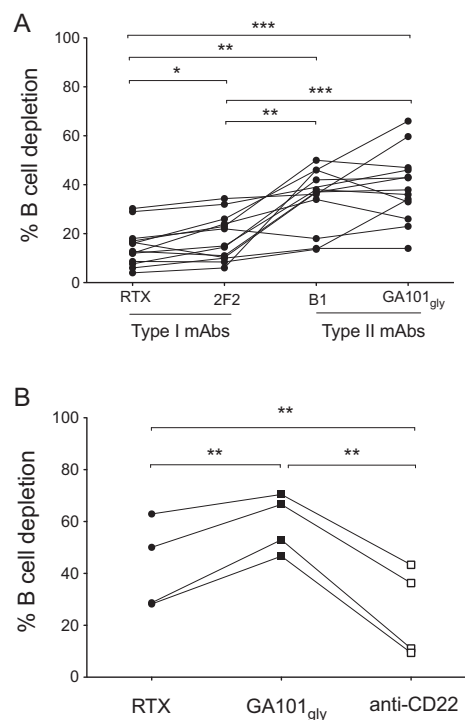 A
***
**
*
***
**
100
80
60
40
20
0
% B cell depletion
RTX 2F2 B1 GA101gly
Type I mAbs Type II mAbs
B
**
** **
100
80
60
40
20
0
% B cell depletion
RTX GA101gly anti-CD22